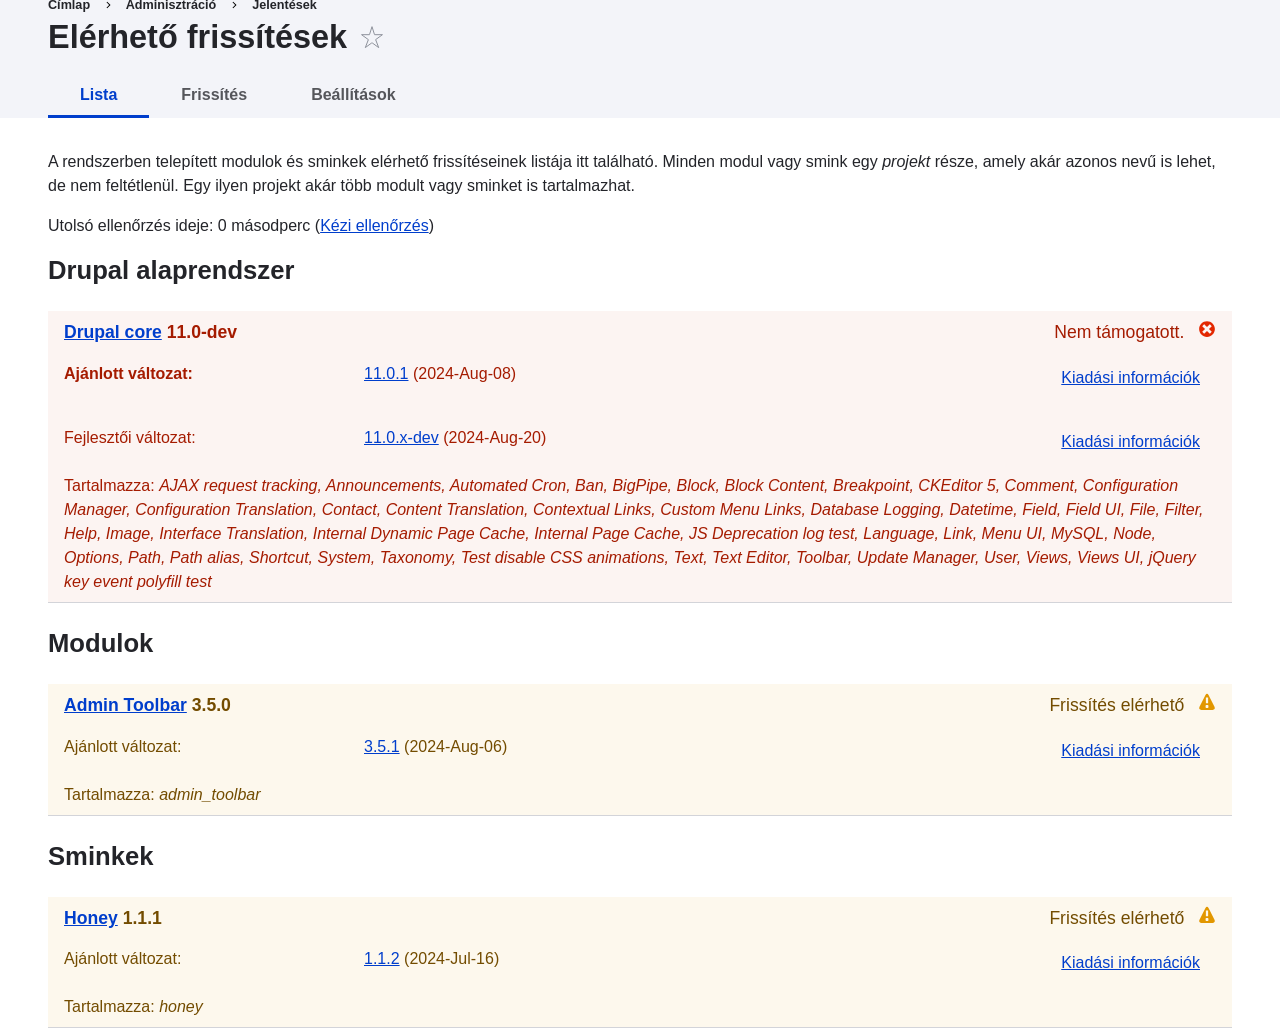 Címlap > Adminisztráció > Jelentések
Elérhető frissítések
Lista Frissítés Beállítások
A rendszerben telepített modulok és sminkek elérhető frissítéseinek listája itt található. Minden modul vagy smink egy projekt része, amely akár azonos nevű is lehet,
de nem feltétlenül. Egy ilyen projekt akár több modult vagy sminket is tartalmazhat.
Utolsó ellenőrzés ideje: 0 másodperc (Kézi ellenőrzés)
Drupal alaprendszer
Drupal core 11.0-dev Nem támogatott.
Ajánlott változat: 11.0.1 (2024-Aug-08) Kiadási információk
Fejlesztői változat: 11.0.x-dev (2024-Aug-20) Kiadási információk
Tartalmazza: AJAX request tracking, Announcements, Automated Cron, Ban, BigPipe, Block, Block Content, Breakpoint, CKEditor 5, Comment, Configuration
Manager, Configuration Translation, Contact, Content Translation, Contextual Links, Custom Menu Links, Database Logging, Datetime, Field, Field UI, File, Filter,
Help, Image, Interface Translation, Internal Dynamic Page Cache, Internal Page Cache, JS Deprecation log test, Language, Link, Menu UI, MySQL, Node,
Options, Path, Path alias, Shortcut, System, Taxonomy, Test disable CSS animations, Text, Text Editor, Toolbar, Update Manager, User, Views, Views UI, jQuery
key event polyfill test
Modulok
Admin Toolbar 3.5.0 Frissítés elérhető
Ajánlott változat: 3.5.1 (2024-Aug-06) Kiadási információk
Tartalmazza: admin_toolbar
Sminkek
Honey 1.1.1 Frissítés elérhető
Ajánlott változat: 1.1.2 (2024-Jul-16) Kiadási információk
Tartalmazza: honey